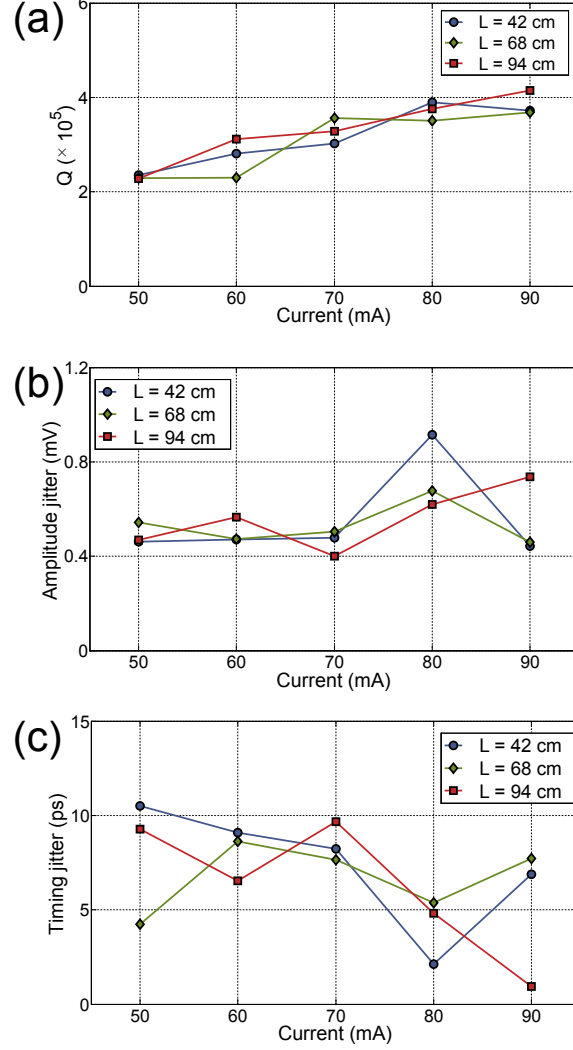 (a)
6
4
2
0
Q (× 10⁵)
L = 42 cm
L = 68 cm
L = 94 cm
50 60 70 80 90
Current (mA)
(b)
1.2
0.8
0.4
0
Amplitude jitter (mV)
L = 42 cm
L = 68 cm
L = 94 cm
50 60 70 80 90
Current (mA)
(c)
15
10
5
0
Timing jitter (ps)
L = 42 cm
L = 68 cm
L = 94 cm
50 60 70 80 90
Current (mA)